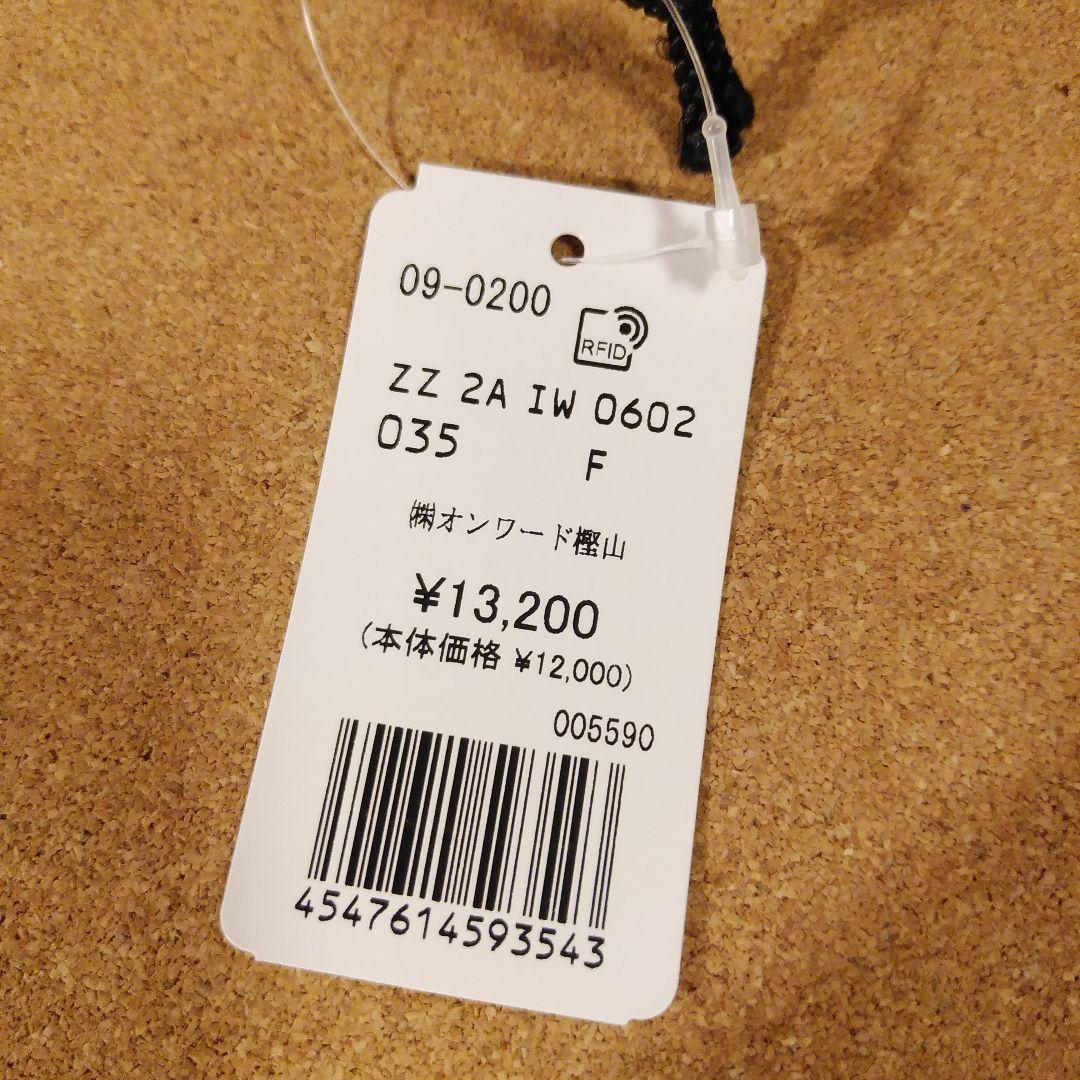 09-0200
RFID
ZZ 2A IW 0602
035 F
㈱オンワード樫山
¥13,200
(本体価格 ¥12,000)
005590
4547614593543